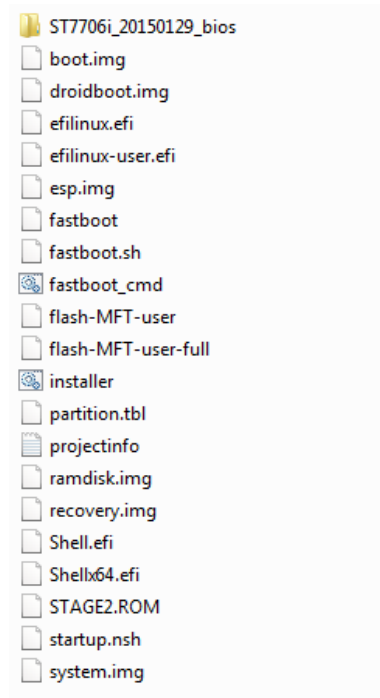 ST7706i_20150129_bios
boot.img
droidboot.img
efilinux.efi
efilinux-user.efi
esp.img
fastboot
fastboot.sh
fastboot_cmd
flash-MFT-user
flash-MFT-user-full
installer
partition.tbl
projectinfo
ramdisk.img
recovery.img
Shell.efi
Shellx64.efi
STAGE2.ROM
startup.nsh
system.img